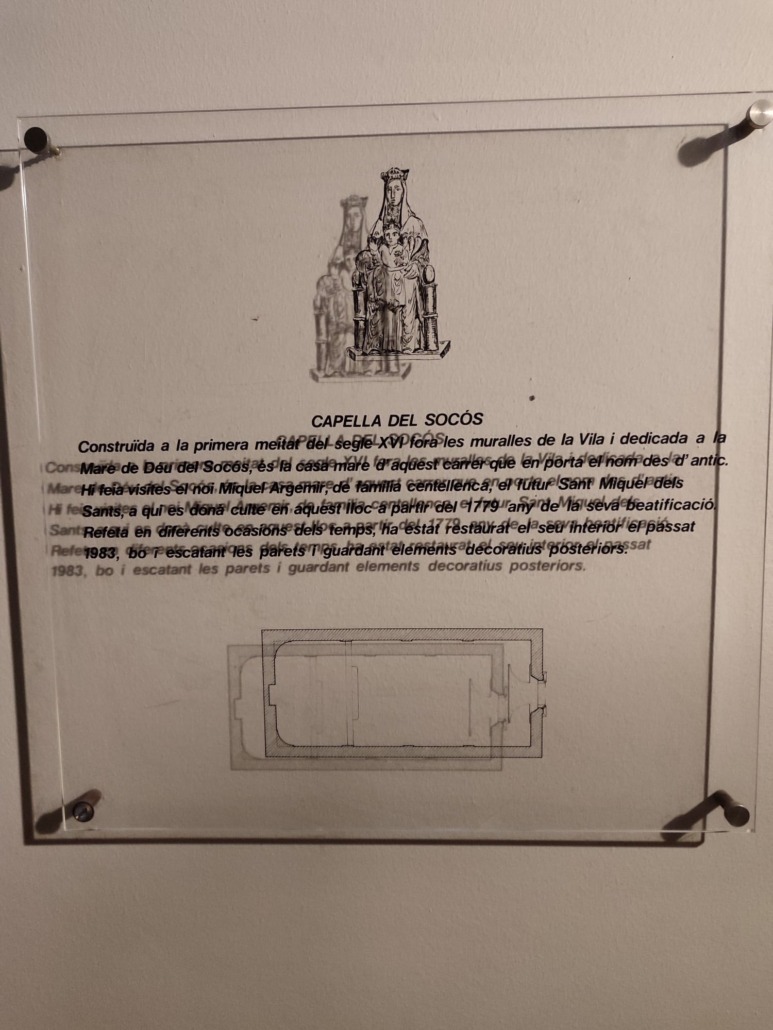 CAPELLA DEL SOCÓS
Construïda a la primera meitat del segle XVI fora les muralles de la Vila i dedicada a la
Mare de Déu del Socós, és la casa mare d'aquest carrer que en porta el nom des d'antic.
Hi feia visites el noi Miquel Argemir, de família centellenca, el futur Sant Miquel dels
Sants, a qui es donà culte en aquest lloc a partir del 1779 any de la seva beatificació.
Refeta en diferents ocasions dels temps, ha estat restaurat el seu interior el passat
1983, bo i escatant les parets i guardant elements decoratius posteriors.